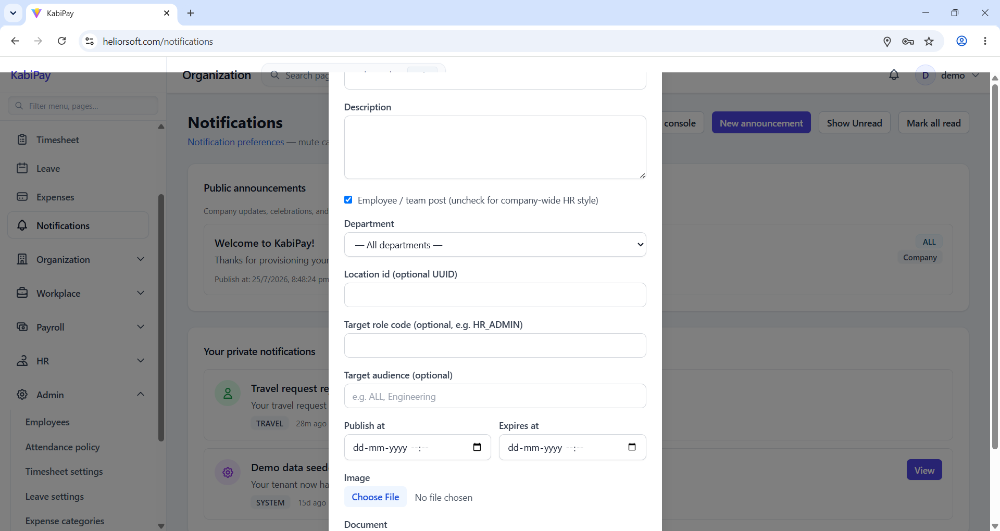 KabiPay
heliorsoft.com/notifications
KabiPay
Organization
Search pag
demo
D
Filter menu, pages...
Timesheet
Leave
Expenses
Notifications
Organization
Workplace
Payroll
HR
Admin
Employees
Attendance policy
Timesheet settings
Leave settings
Expense categories
Notifications
Notification preferences — mute ca
console
New announcement
Show Unread
Mark all read
Public announcements
Company updates, celebrations, and
Welcome to KabiPay!
Thanks for provisioning your
Publish at: 25/7/2026, 8:48:24 pm
ALL
Company
Your private notifications
Travel request re
Your travel request
TRAVEL 28m ago
Demo data seed
Your tenant now ha
SYSTEM 15d ago
View
Description
Employee / team post (uncheck for company-wide HR style)
Department
— All departments —
Location id (optional UUID)
Target role code (optional, e.g. HR_ADMIN)
Target audience (optional)
e.g. ALL, Engineering
Publish at
Expires at
dd-mm-yyyy --:--
dd-mm-yyyy --:--
Image
Choose File No file chosen
Document